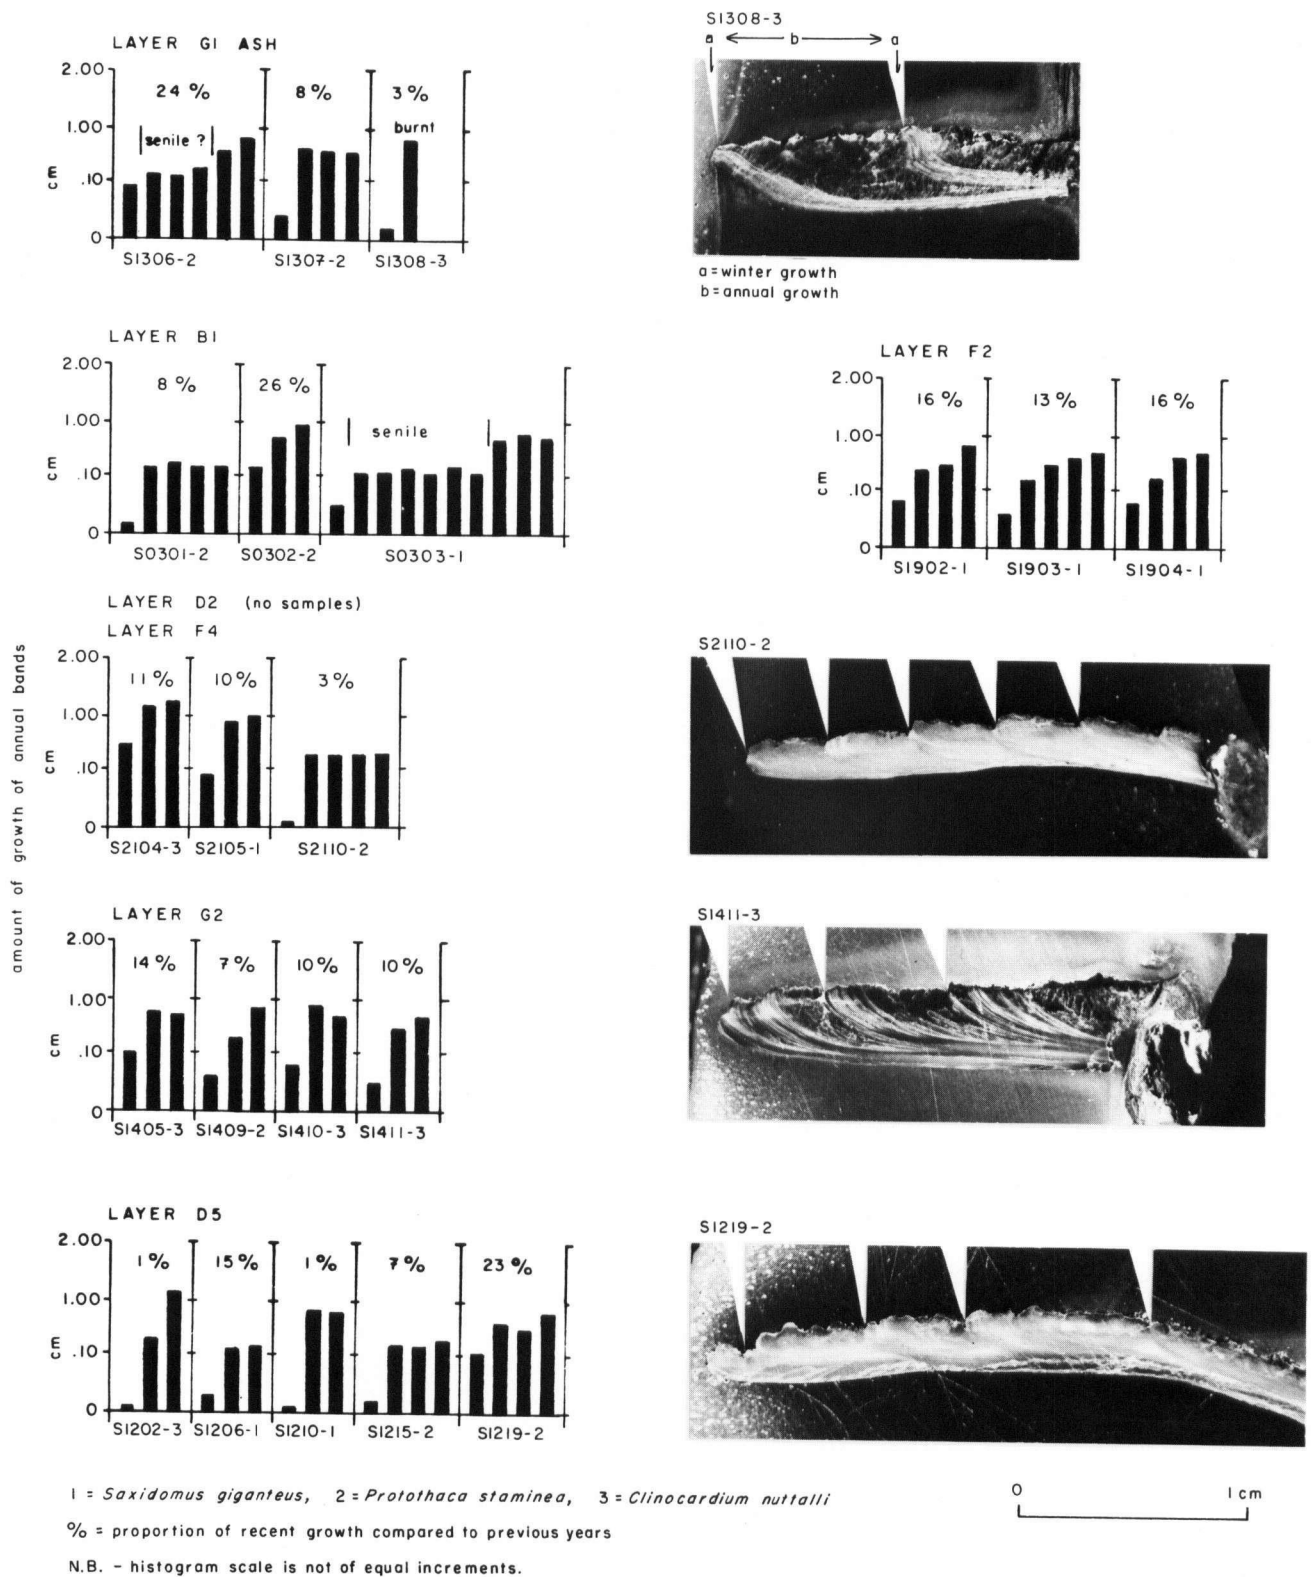 LAYER G1 ASH
2.00
24 %
8 %
3 %
1.00
senile ?
burnt
cm
.10
0
S1306-2
S1307-2
S1308-3
S1308-3
a
b
a
a = winter growth
b = annual growth
LAYER B1
2.00
8 %
26 %
1.00
senile
cm
.10
0
S0301-2
S0302-2
S0303-1
LAYER F2
2.00
16 %
13 %
16 %
1.00
cm
.10
0
S1902-1
S1903-1
S1904-1
LAYER D2 (no samples)
LAYER F4
2.00
11 %
10 %
3 %
1.00
cm
.10
0
S2104-3
S2105-1
S2110-2
S2110-2
amount of growth of annual bands
LAYER G2
2.00
14 %
7 %
10 %
10 %
1.00
cm
.10
0
S1405-3
S1409-2
S1410-3
S1411-3
S1411-3
LAYER D5
2.00
1 %
15 %
1 %
7 %
23 %
1.00
cm
.10
0
S1202-3
S1206-1
S1210-1
S1215-2
S1219-2
S1219-2
1 = Saxidomus giganteus, 2 = Protothaca staminea, 3 = Clinocardium nuttalli
% = proportion of recent growth compared to previous years
N.B. - histogram scale is not of equal increments.
0
1 cm